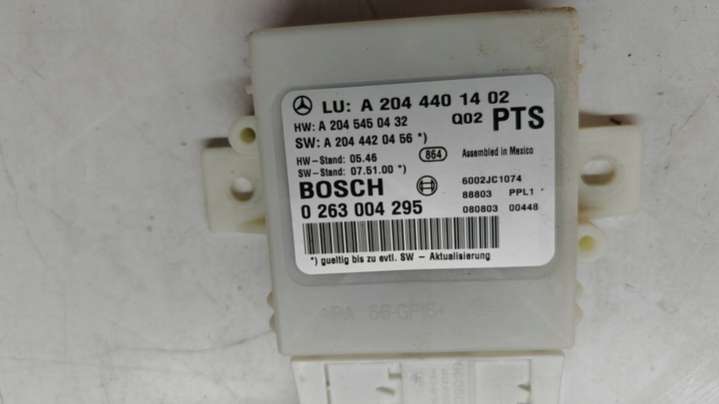 LU: A 204 440 14 02
HW: A 204 545 04 32 Q02 PTS
SW: A 204 442 04 56 *)
HW-Stand: 05.46 864 Assembled in Mexico
SW-Stand: 07.51.00 *)
BOSCH 6002JC1074
88803 PPL1
0 263 004 295 080803 00448
*) gueltig bis zu evtl. SW - Aktualisierung